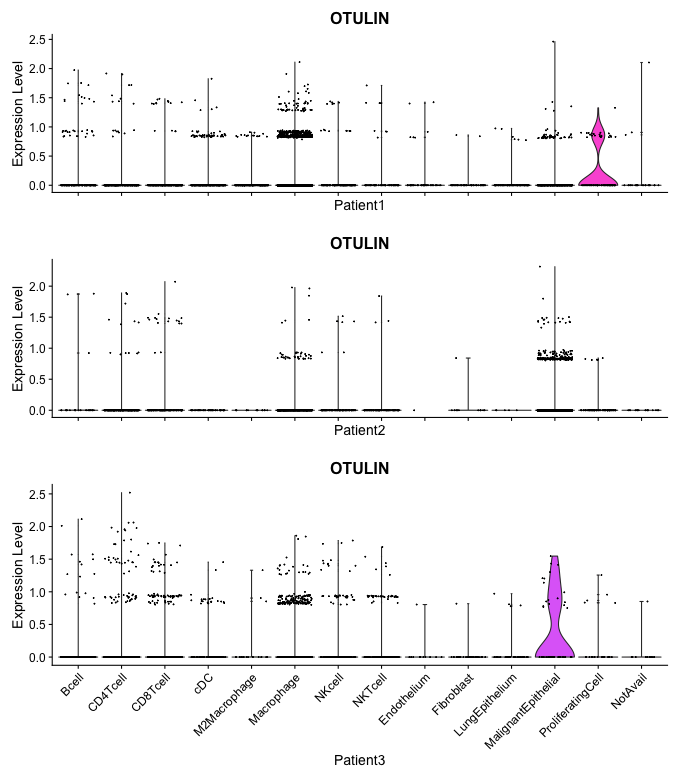 OTULIN
Expression Level
2.5
2.0
1.5
1.0
0.5
0.0
Patient1
OTULIN
Expression Level
2.0
1.5
1.0
0.5
0.0
Patient2
OTULIN
Expression Level
2.5
2.0
1.5
1.0
0.5
0.0
Bcell
CD4Tcell
CD8Tcell
cDC
M2Macrophage
Macrophage
NKcell
NKTcell
Endothelium
Fibroblast
LungEpithelium
MalignantEpithelial
ProliferatingCell
NotAvail
Patient3